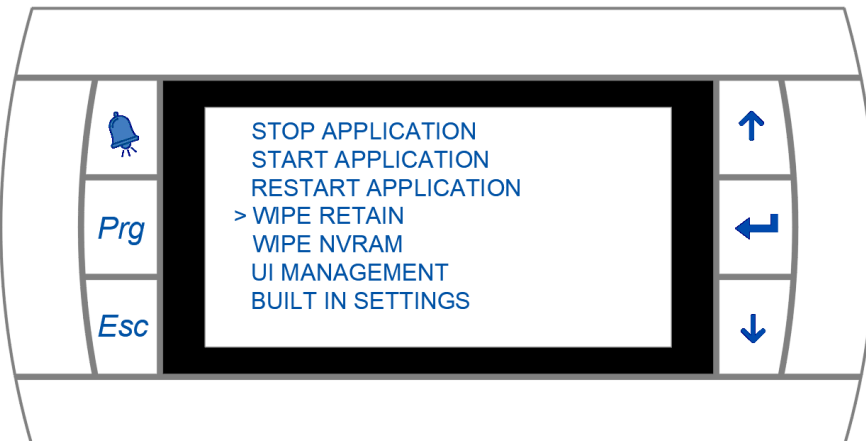 STOP APPLICATION
START APPLICATION
RESTART APPLICATION
> WIPE RETAIN
WIPE NVRAM
UI MANAGEMENT
BUILT IN SETTINGS
Prg
Esc